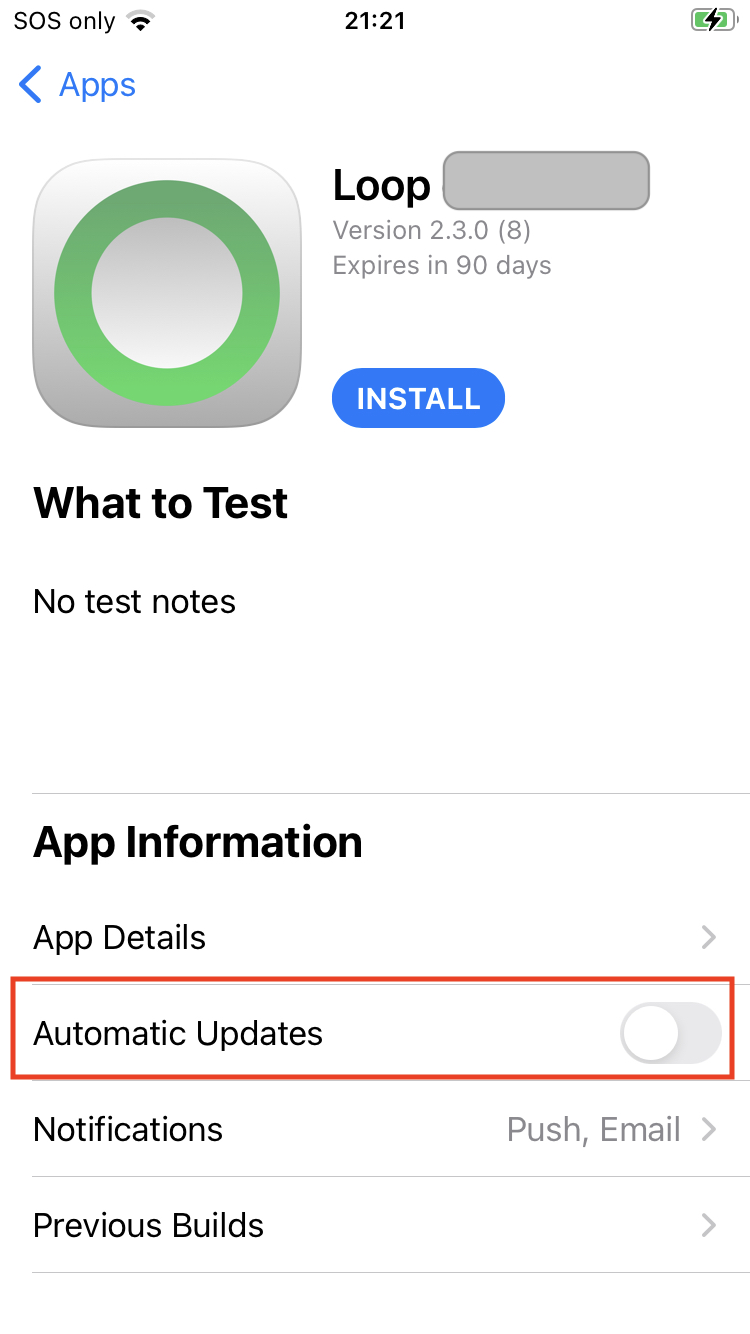 SOS only
21:21
Apps
Loop
Version 2.3.0 (8)
Expires in 90 days
INSTALL
What to Test
No test notes
App Information
App Details
Automatic Updates
Notifications Push, Email
Previous Builds